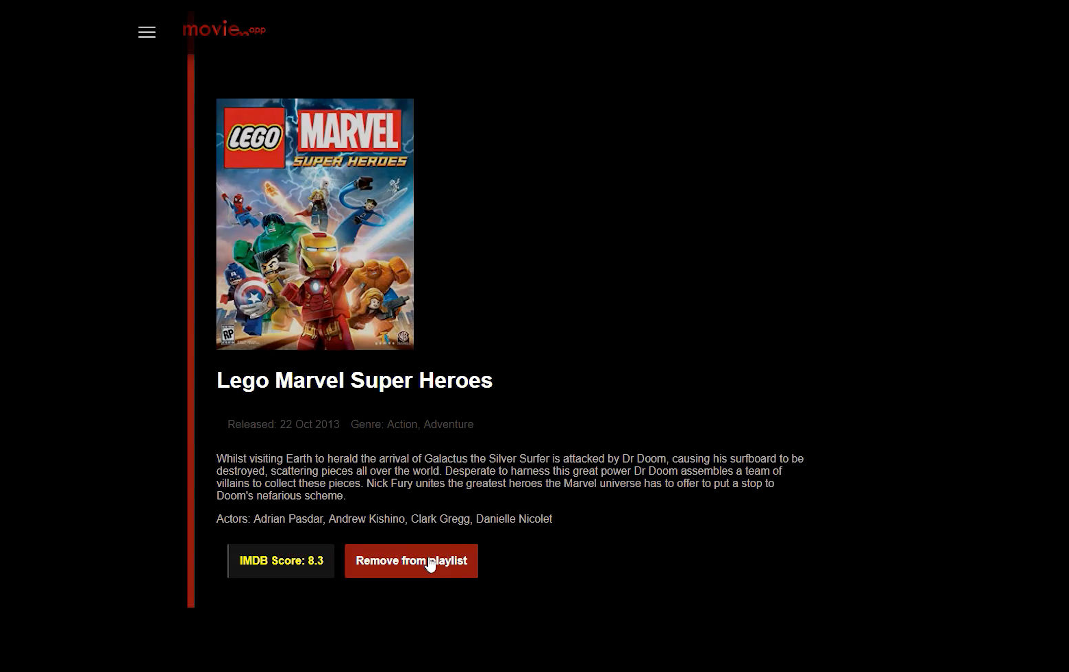 movie app
LEGO
MARVEL
SUPER HEROES
RP
Lego Marvel Super Heroes
Released: 22 Oct 2013 Genre: Action, Adventure
Whilst visiting Earth to herald the arrival of Galactus the Silver Surfer is attacked by Dr Doom, causing his surfboard to be
destroyed, scattering pieces all over the world. Desperate to harness this great power Dr Doom assembles a team of
villains to collect these pieces. Nick Fury unites the greatest heroes the Marvel universe has to offer to put a stop to
Doom's nefarious scheme.
Actors: Adrian Pasdar, Andrew Kishino, Clark Gregg, Danielle Nicolet
IMDB Score: 8.3
Remove from playlist